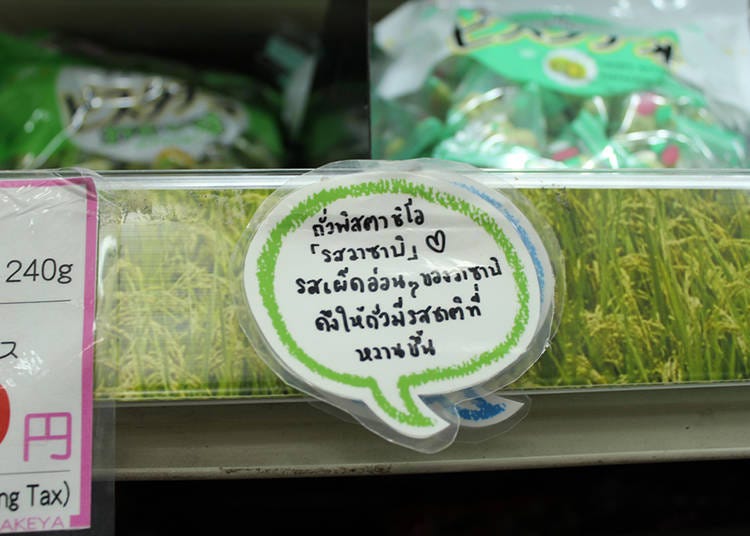 ถั่วพิสตาชิโอ
「รสวาซาบิ」♡
รสเผ็ดอ่อนๆของวาซาบิ
ดึงให้ถั่วมีรสชาติที่
หวานขึ้น
240g
ス
円
ng Tax)
AKEYA